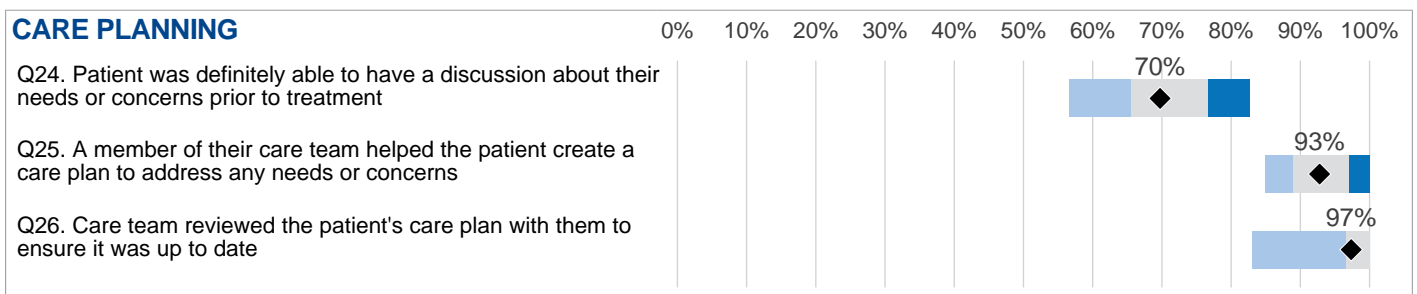 CARE PLANNING 0% 10% 20% 30% 40% 50% 60% 70% 80% 90% 100%
Q24. Patient was definitely able to have a discussion about their
needs or concerns prior to treatment
70%
Q25. A member of their care team helped the patient create a
care plan to address any needs or concerns
93%
Q26. Care team reviewed the patient's care plan with them to
ensure it was up to date
97%